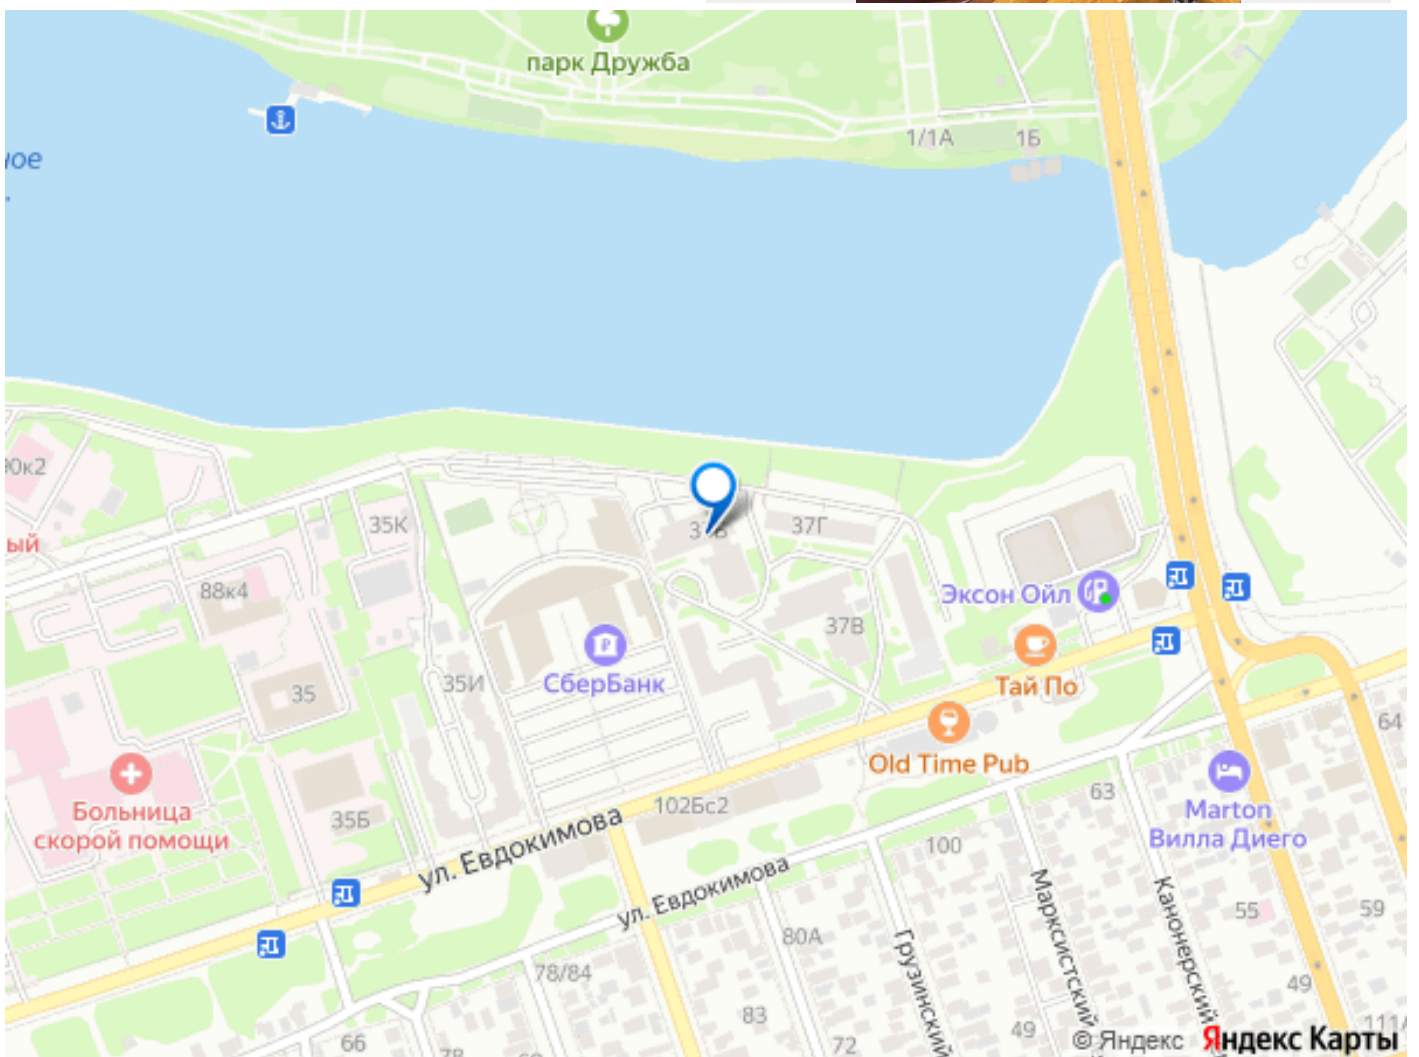 парк Дружба
1/1А
1Б
ое
0к2
ый
35К
37Г
88к4
Эксон Ойл
37В
СберБанк
35И
35
Тай По
64
Old Time Pub
Больница
скорой помощи
35Б
102Бс2
63
Marton
Вилла Диего
ул. Евдокимова
100
ул. Евдокимова
Марксистский
Канонерский
55
59
80А
Грузинский
78/84
49
83
49
66
72
© Яндекс Яндекс Карты